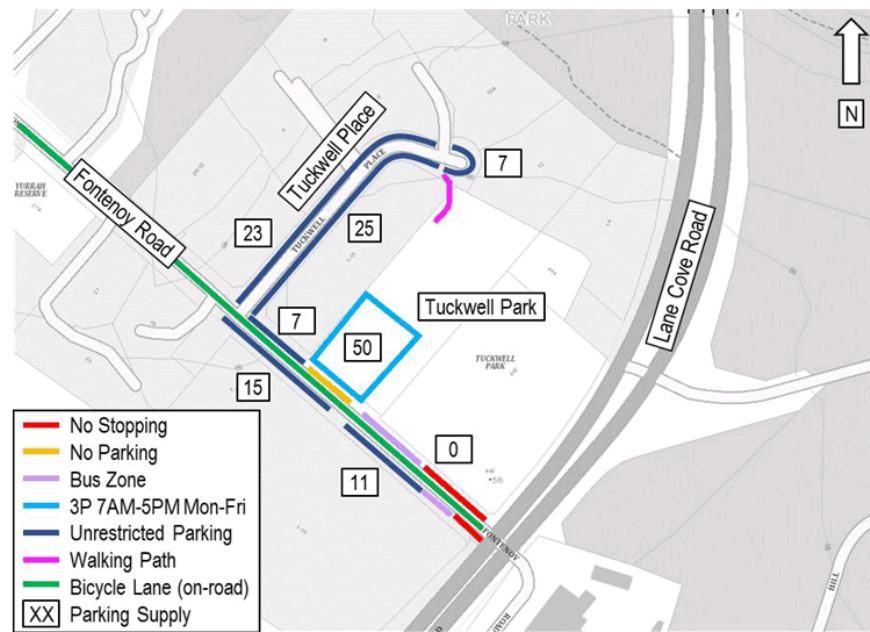 PARK
N
Tuckwell Place
PLACE
7
YURRAH
RESERVE
Fontenoy Road
23
TUCKWELL
25
Lane Cove Road
7
Tuckwell Park
50
TUCKWELL
PARK
15
0
11
FONTENOY
ROAD
HILL
No Stopping
No Parking
Bus Zone
3P 7AM-5PM Mon-Fri
Unrestricted Parking
Walking Path
Bicycle Lane (on-road)
XX Parking Supply